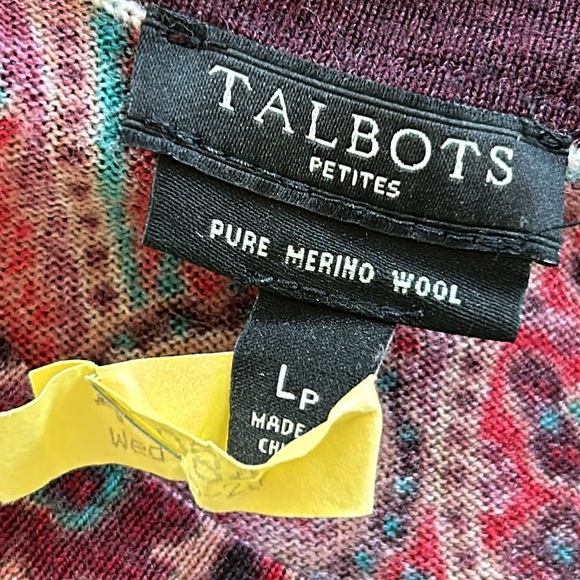 TALBOTS
PETITES
PURE MERINO WOOL
LP
MADE
Wed